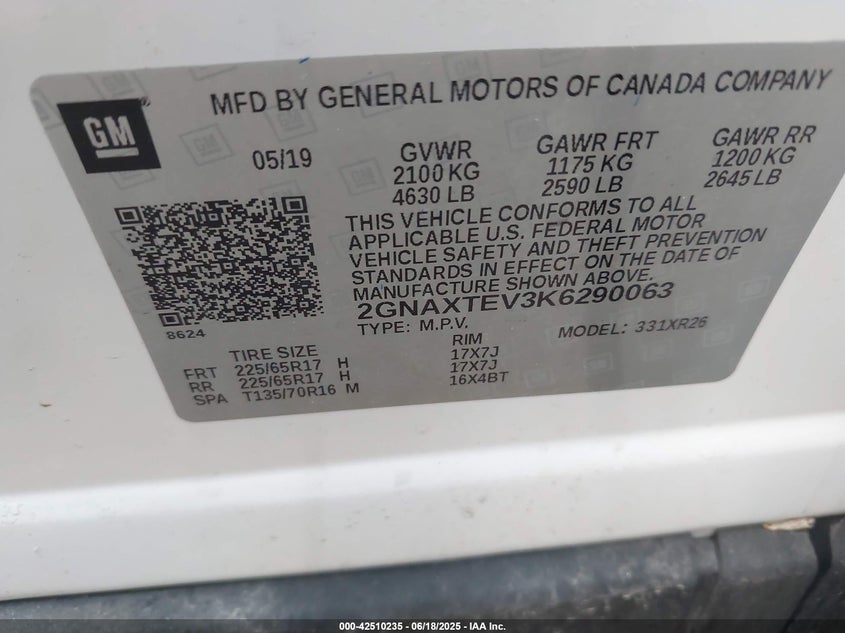 GM
MFD BY GENERAL MOTORS OF CANADA COMPANY
05/19
GVWR
2100 KG
4630 LB
GAWR FRT
1175 KG
2590 LB
GAWR RR
1200 KG
2645 LB
THIS VEHICLE CONFORMS TO ALL
APPLICABLE U.S. FEDERAL MOTOR
VEHICLE SAFETY AND THEFT PREVENTION
STANDARDS IN EFFECT ON THE DATE OF
MANUFACTURE SHOWN ABOVE.
2GNAXTEV3K6290063
8624
TYPE: M.P.V.
MODEL: 331XR26
TIRE SIZE
RIM
FRT 225/65R17 H 17X7J
RR 225/65R17 H 17X7J
SPA T135/70R16 M 16X4BT
000-42510235 - 06/18/2025 - IAA Inc.